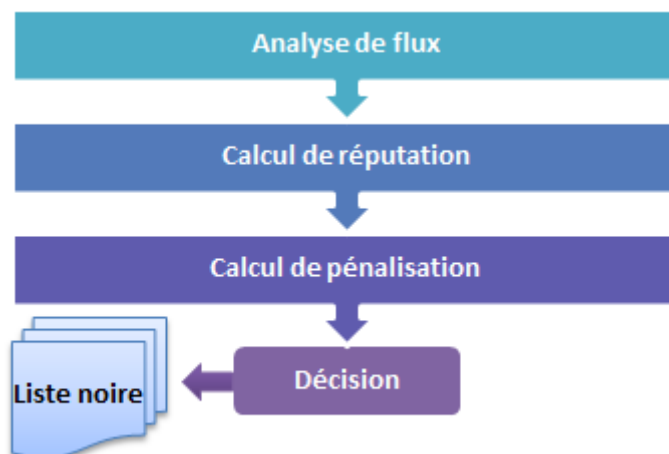 Analyse de flux
Calcul de réputation
Calcul de pénalisation
Décision
Liste noire